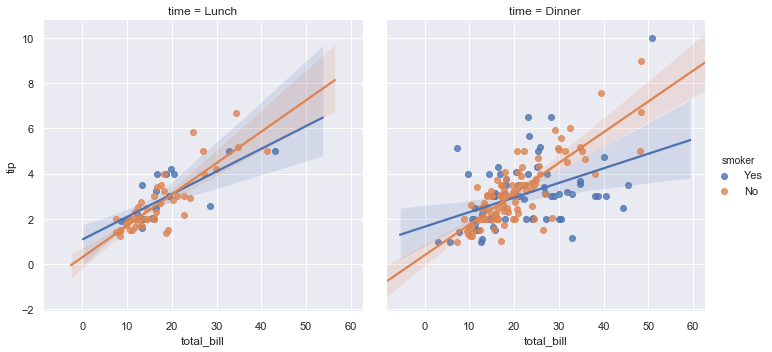 time = Lunch
time = Dinner
10
8
6
4
2
0
−2
tip
0 10 20 30 40 50 60
0 10 20 30 40 50 60
total_bill
total_bill
smoker
Yes
No